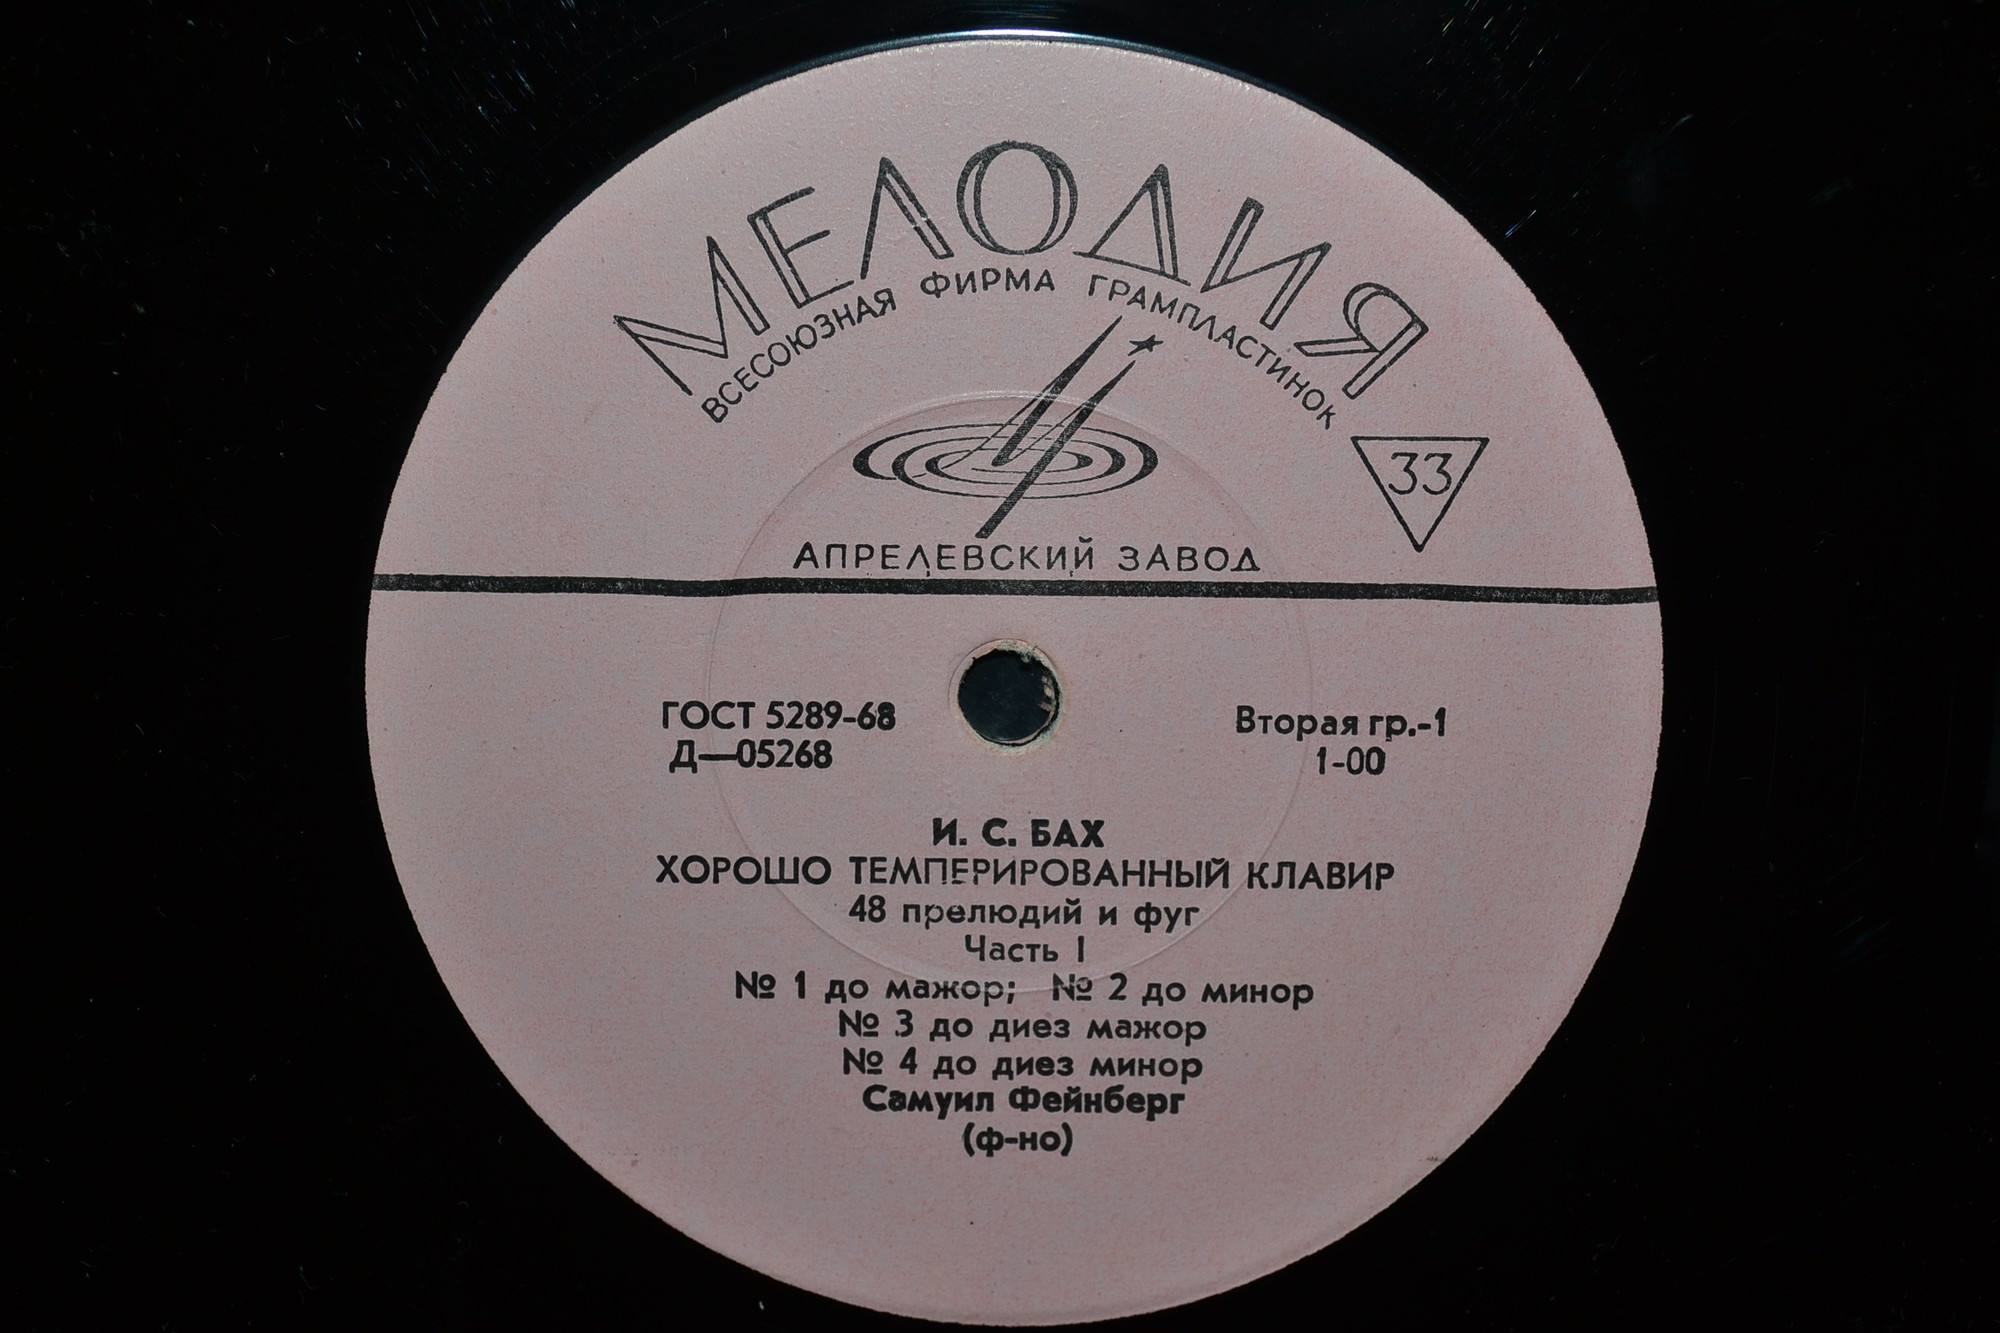 МЕЛОДИЯ
ВСЕСОЮЗНАЯ ФИРМА ГРАМПЛАСТИНОК
33
АПРЕЛЕВСКИЙ ЗАВОД
ГОСТ 5289-68
Д—05268
Вторая гр.-1
1-00
И. С. БАХ
ХОРОШО ТЕМПЕРИРОВАННЫЙ КЛАВИР
48 прелюдий и фуг
Часть I
№ 1 до мажор; № 2 до минор
№ 3 до диез мажор
№ 4 до диез минор
Самуил Фейнберг
(ф-но)